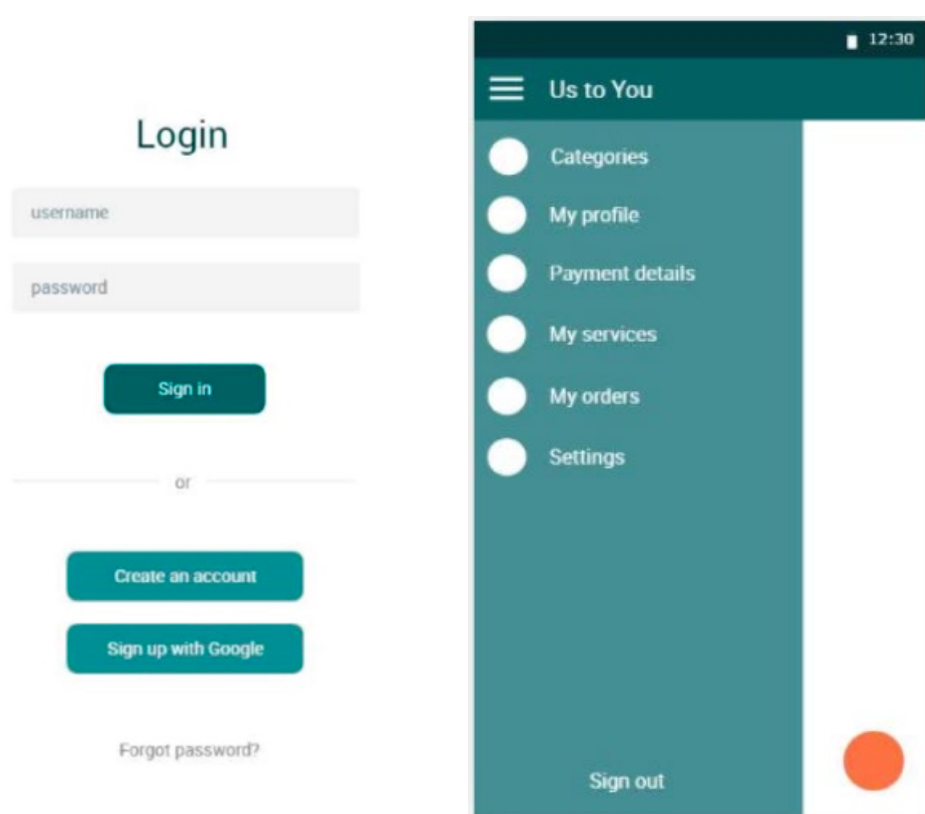 Login
username
password
Sign in
or
Create an account
Sign up with Google
Forgot password?
12:30
Us to You
Categories
My profile
Payment details
My services
My orders
Settings
Sign out